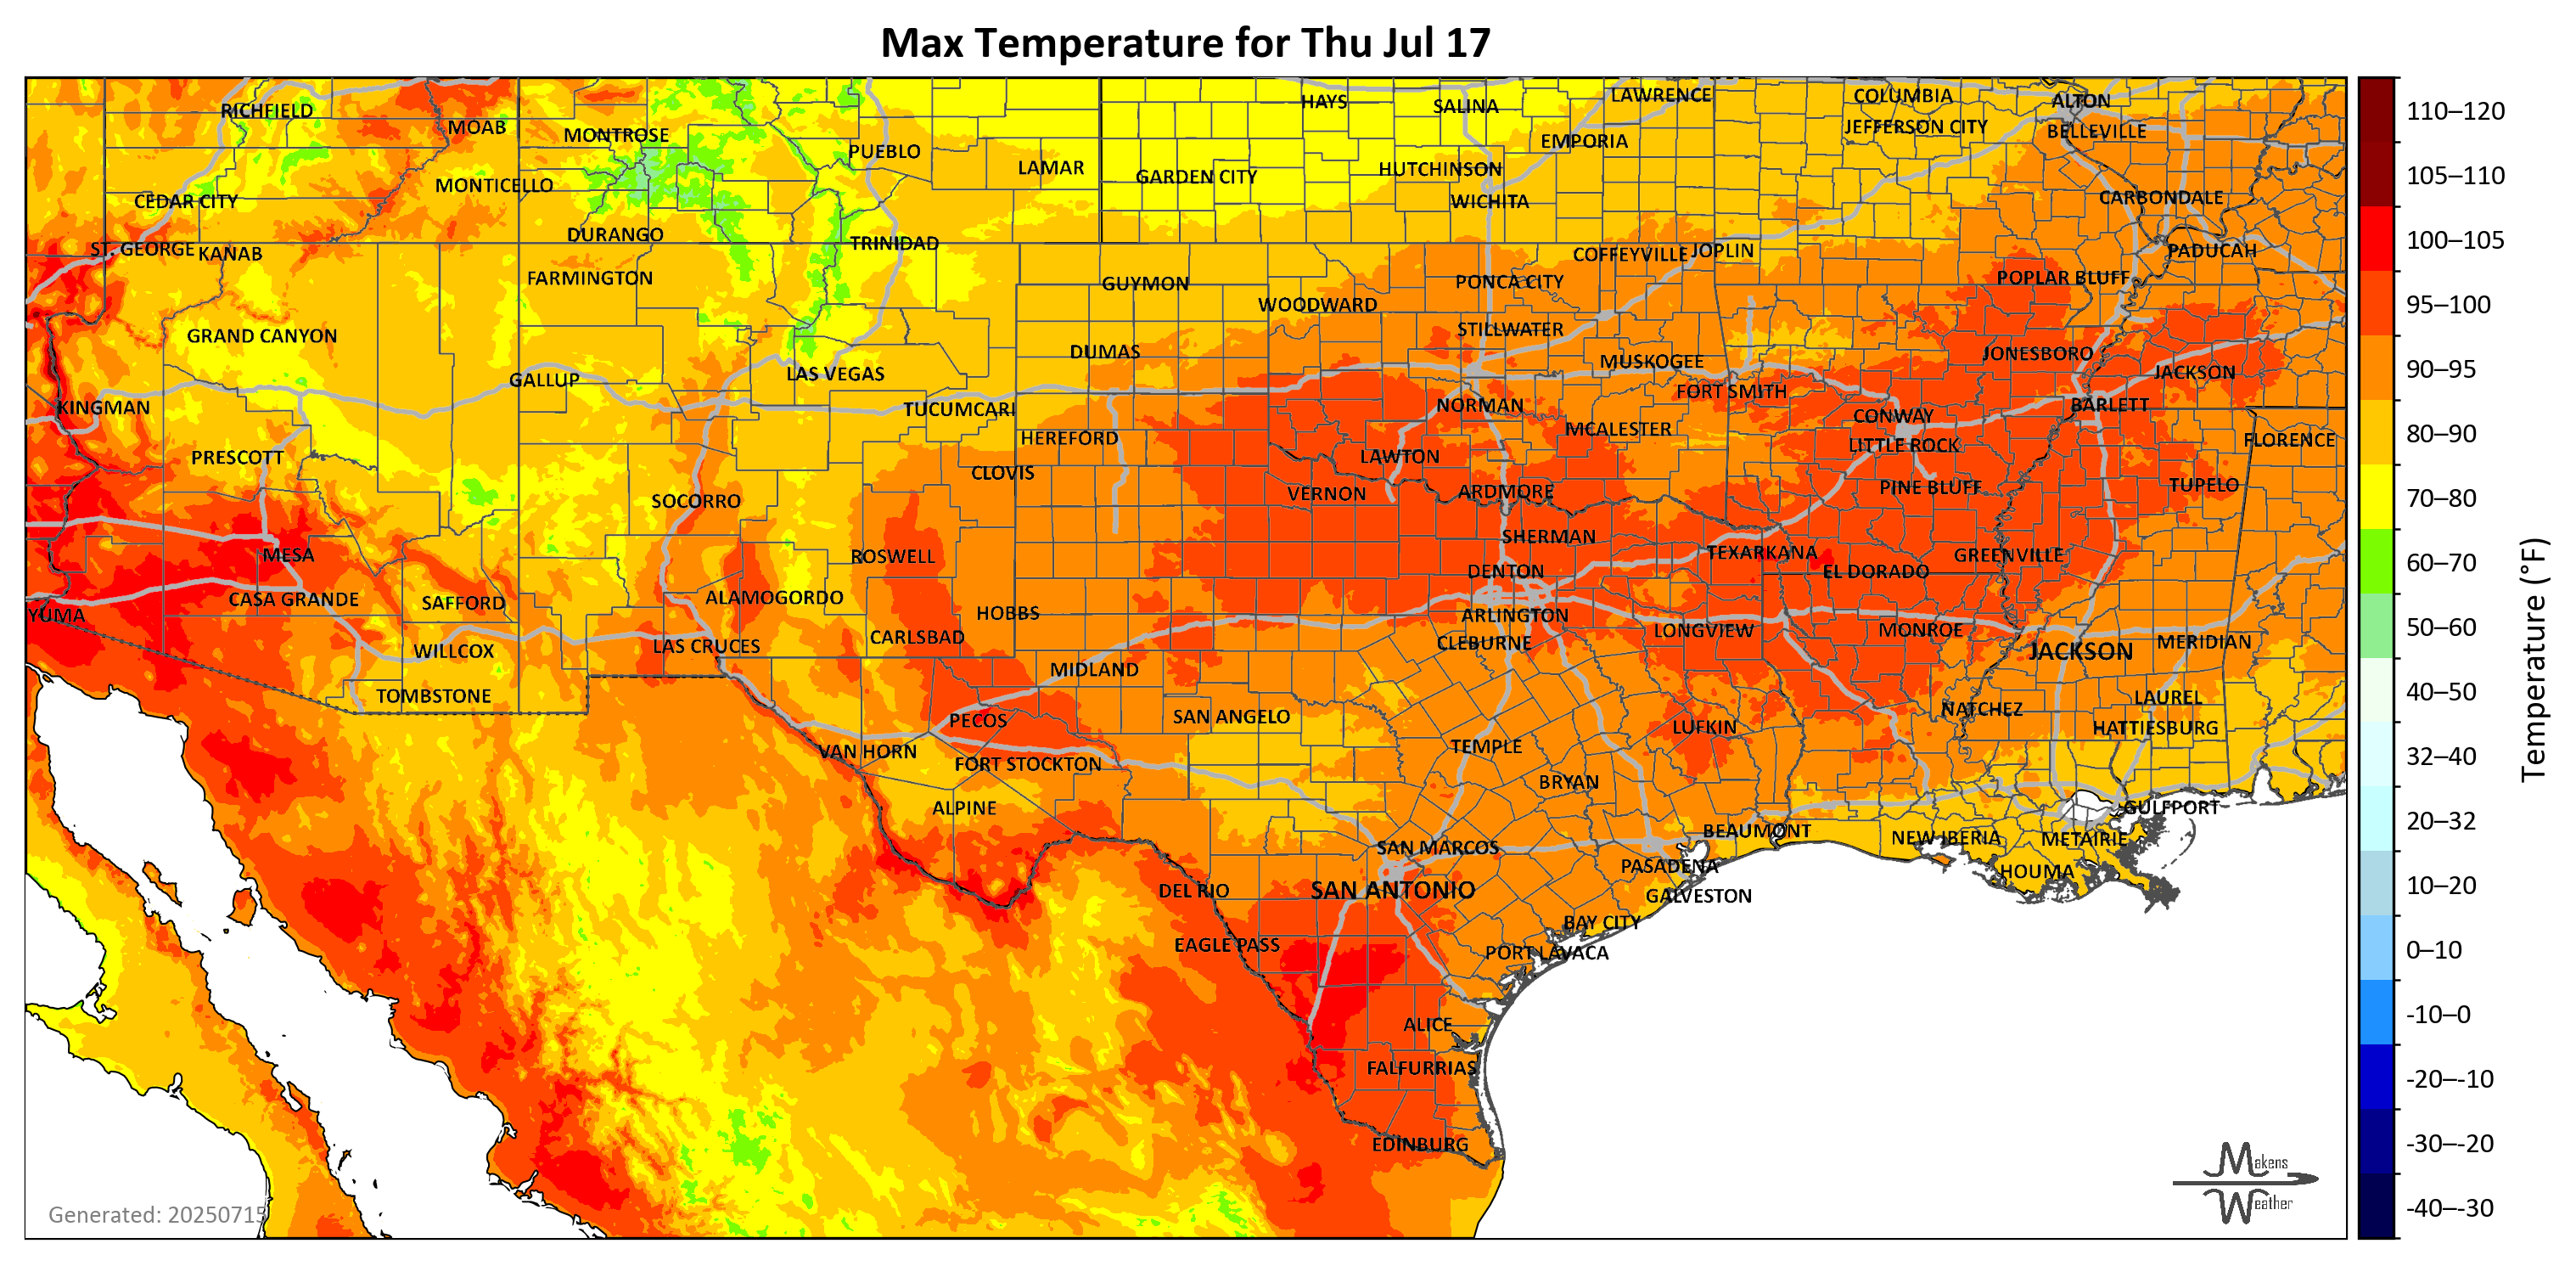 Max Temperature for Thu Jul 17
RICHFIELD
MOAB
MONTROSE
PUEBLO
LAMAR
HAYS
SALINA
LAWRENCE
COLUMBIA
ALTON
EMPORIA
JEFFERSON CITY
BELLEVILLE
CEDAR CITY
MONTICELLO
GARDEN CITY
HUTCHINSON
WICHITA
CARBONDALE
ST. GEORGE
KANAB
DURANGO
TRINIDAD
COFFEYVILLE
JOPLIN
PADUCAH
FARMINGTON
GUYMON
PONCA CITY
POPLAR BLUFF
WOODWARD
GRAND CANYON
STILLWATER
DUMAS
MUSKOGEE
JONESBORO
GALLUP
LAS VEGAS
FORT SMITH
JACKSON
KINGMAN
TUCUMCARI
NORMAN
CONWAY
BARLETT
HEREFORD
MCALESTER
LITTLE ROCK
FLORENCE
PRESCOTT
CLOVIS
LAWTON
SOCORRO
VERNON
ARDMORE
PINE BLUFF
TUPELO
MESA
ROSWELL
SHERMAN
TEXARKANA
GREENVILLE
DENTON
EL DORADO
CASA GRANDE
SAFFORD
ALAMOGORDO
HOBBS
ARLINGTON
YUMA
CARLSBAD
CLEBURNE
LONGVIEW
MONROE
WILLCOX
LAS CRUCES
MIDLAND
JACKSON
MERIDIAN
TOMBSTONE
PECOS
SAN ANGELO
NATCHEZ
LAUREL
LUFKIN
HATTIESBURG
VAN HORN
FORT STOCKTON
TEMPLE
BRYAN
ALPINE
GULFPORT
BEAUMONT
NEW IBERIA
METAIRIE
SAN MARCOS
PASADENA
HOUMA
DEL RIO
SAN ANTONIO
GALVESTON
BAY CITY
EAGLE PASS
PORT LAVACA
ALICE
FALFURRIAS
EDINBURG
Generated: 20250715
Makens
Weather
110–120
105–110
100–105
95–100
90–95
80–90
70–80
60–70
50–60
40–50
32–40
20–32
10–20
0–10
-10–0
-20–-10
-30–-20
-40–-30
Temperature (°F)